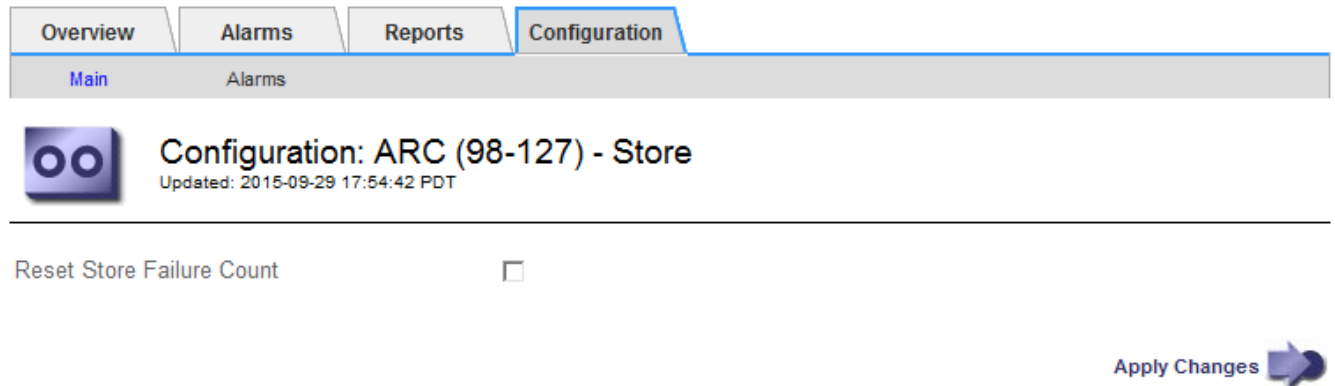 Overview Alarms Reports Configuration
Main Alarms
Configuration: ARC (98-127) - Store
Updated: 2015-09-29 17:54:42 PDT
Reset Store Failure Count
Apply Changes